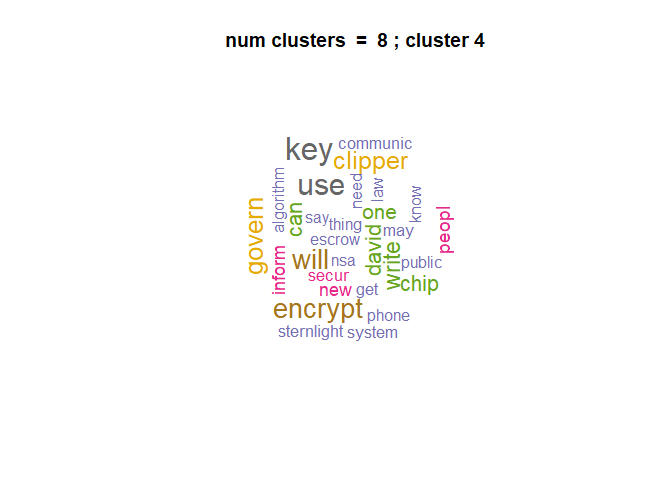 num clusters = 8 ; cluster 4
key communic
clipper
use need law
algorithm can say thing one know
govern escrow david may peopl
inform will nsa write public
secur chip
new get
encrypt phone
sternlight system